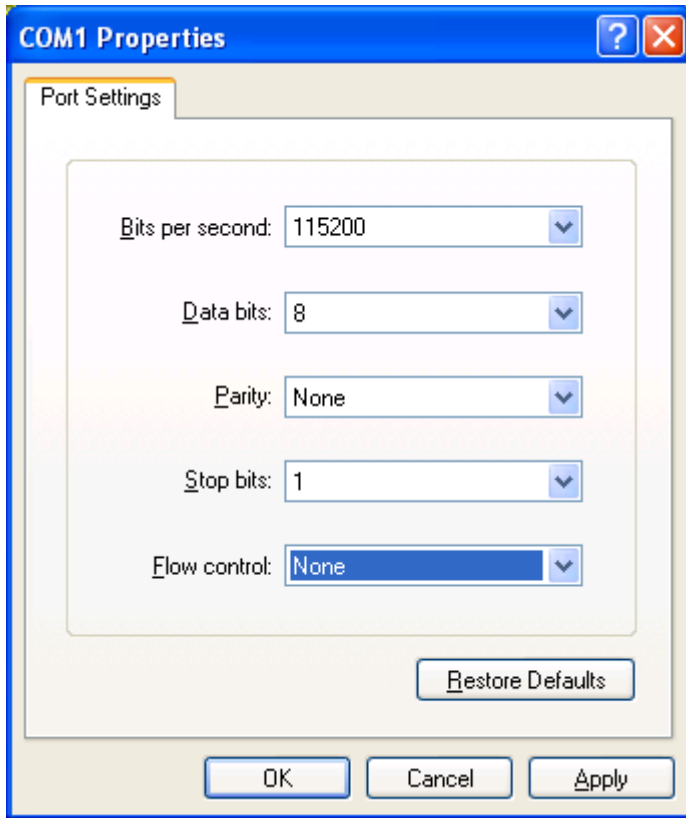 COM1 Properties
Port Settings
Bits per second: 115200
Data bits: 8
Parity: None
Stop bits: 1
Flow control: None
Restore Defaults
OK Cancel Apply